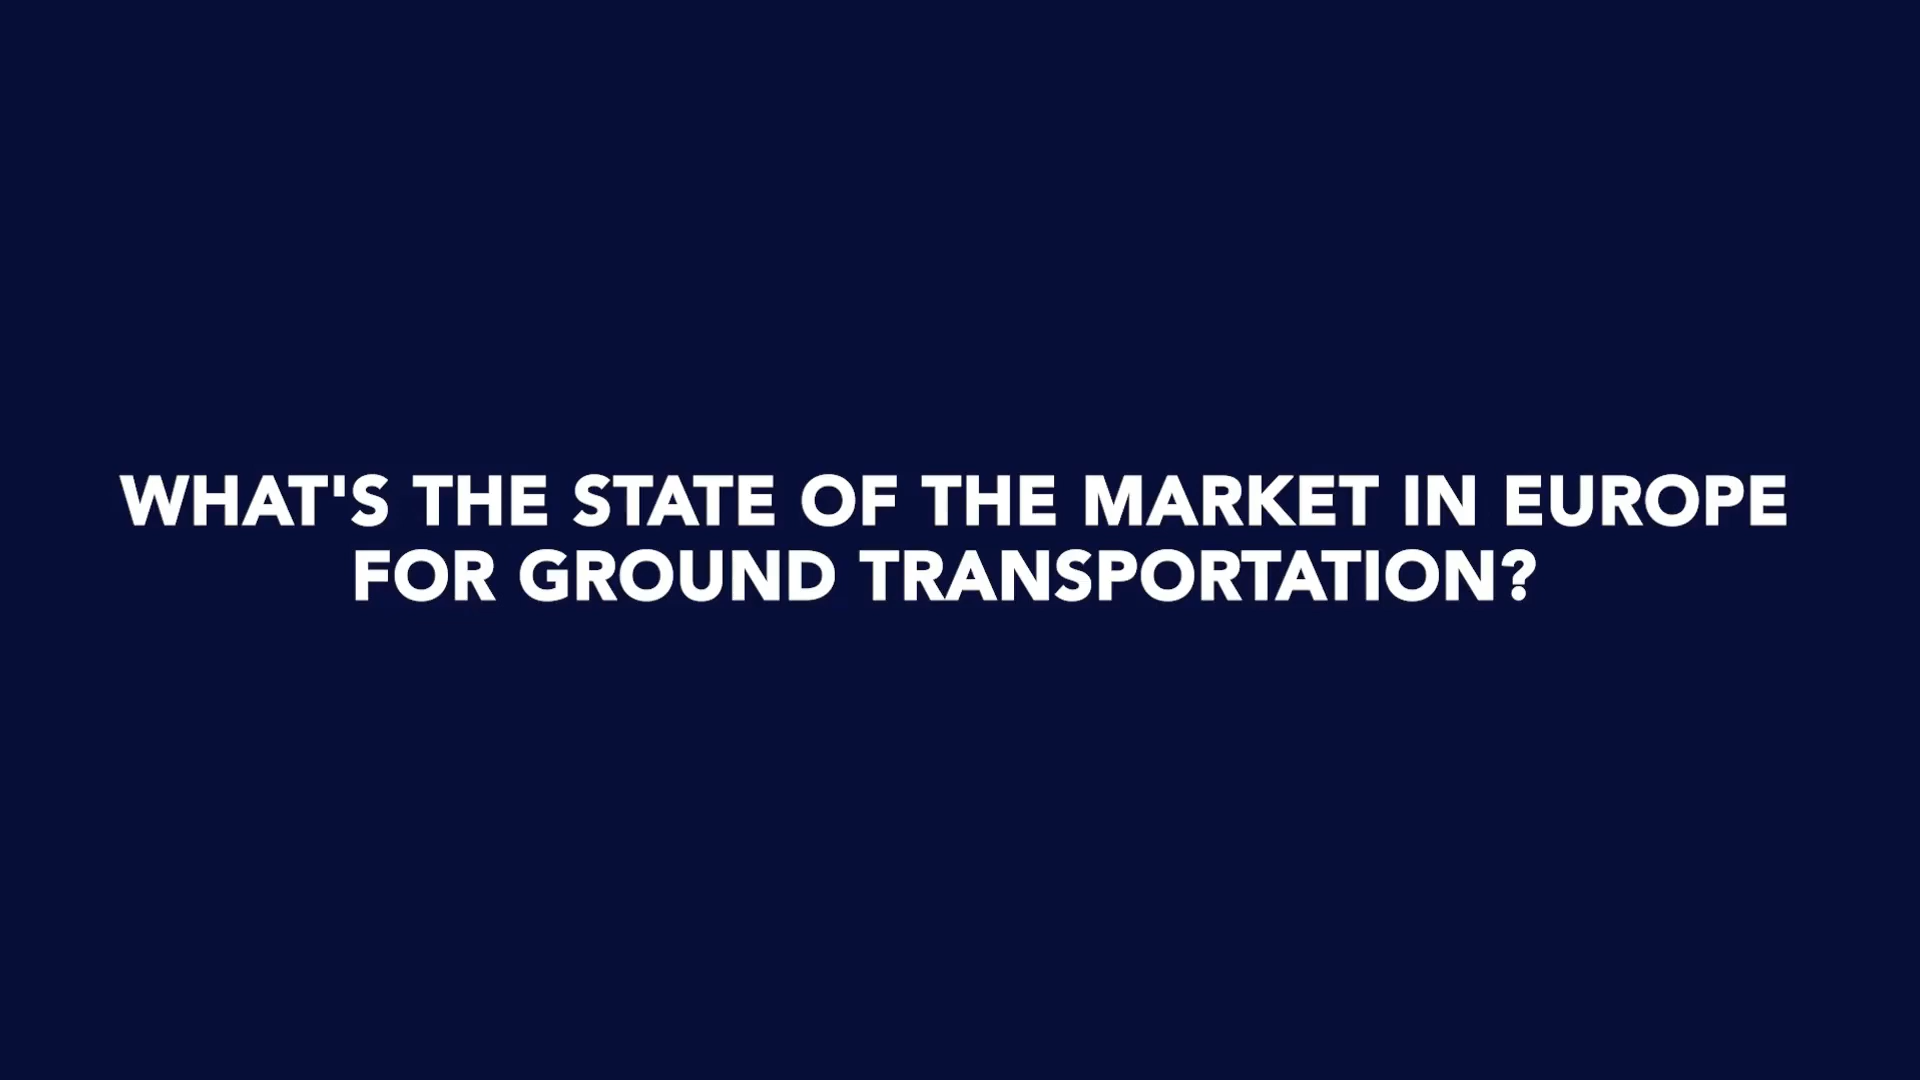 WHAT'S THE STATE OF THE MARKET IN EUROPE
FOR GROUND TRANSPORTATION?